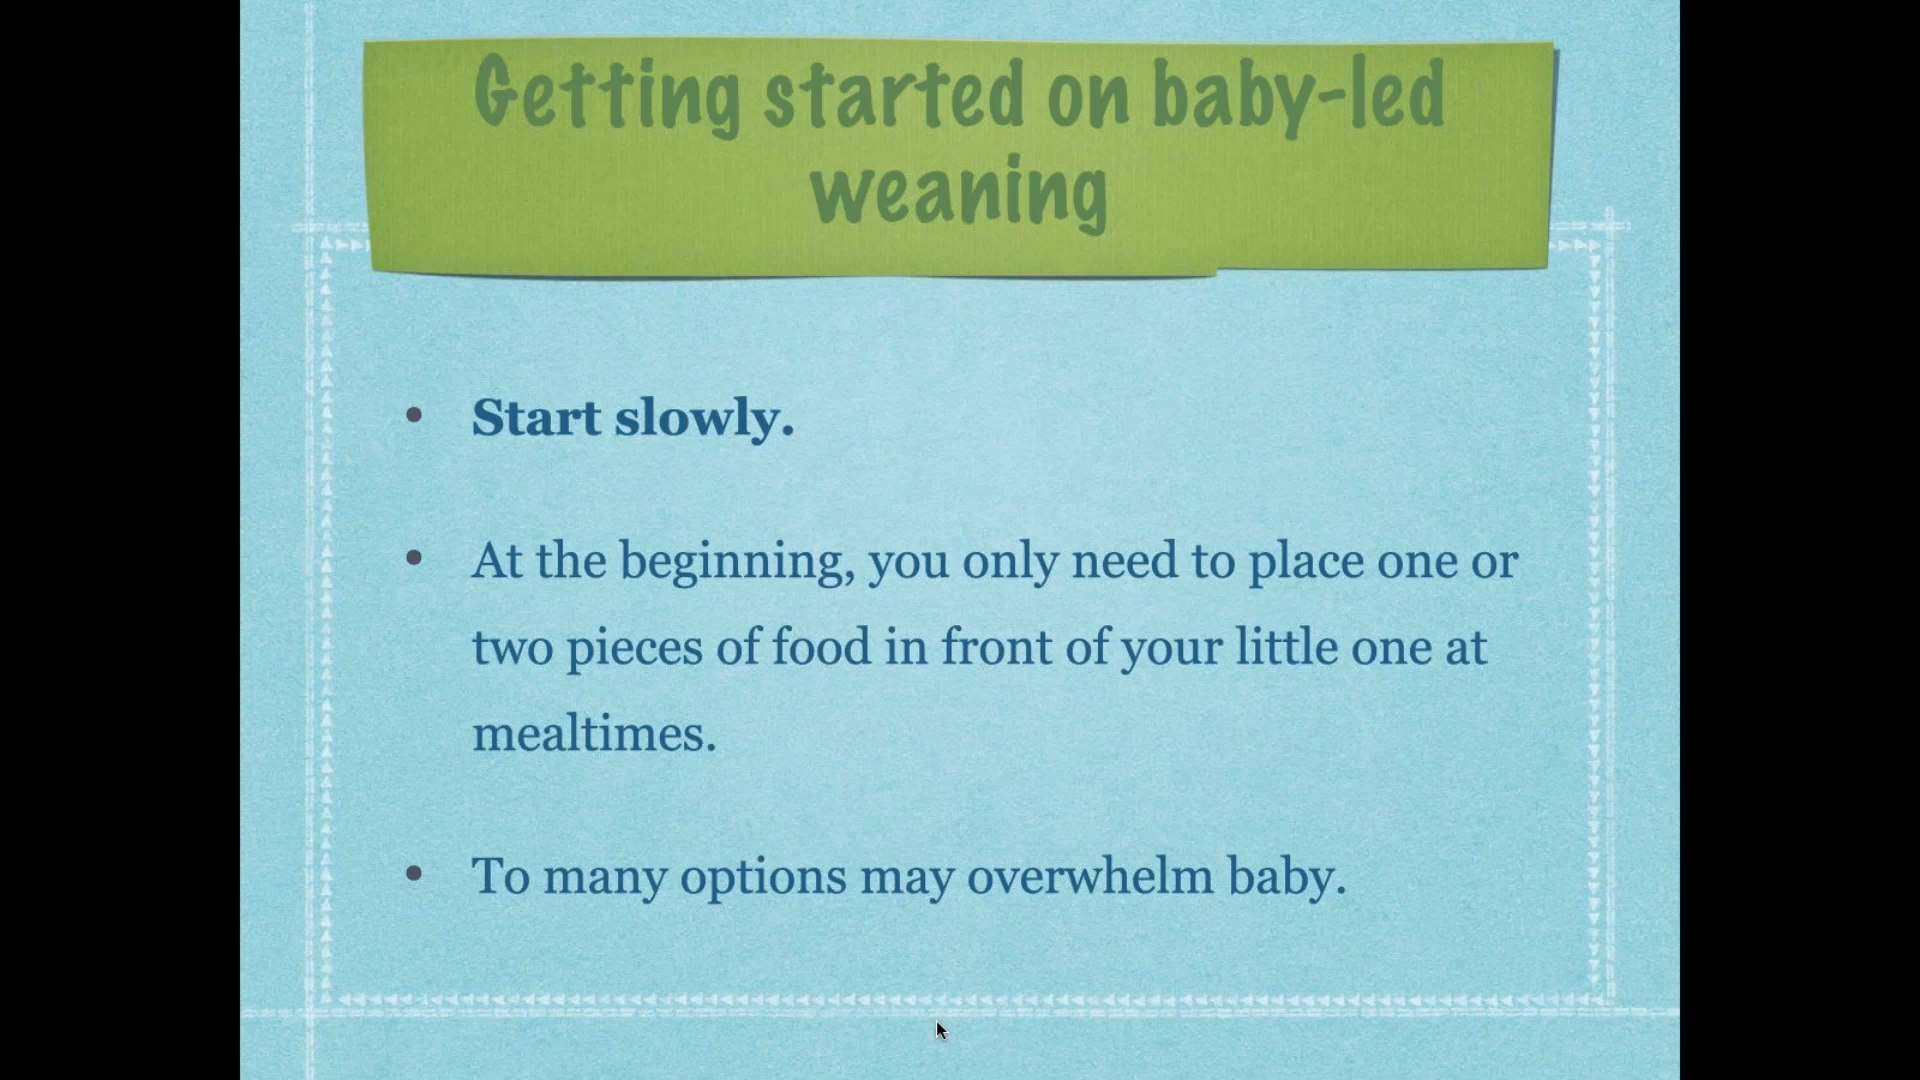 Getting started on baby-led
weaning
• Start slowly.
• At the beginning, you only need to place one or
two pieces of food in front of your little one at
mealtimes.
• To many options may overwhelm baby.